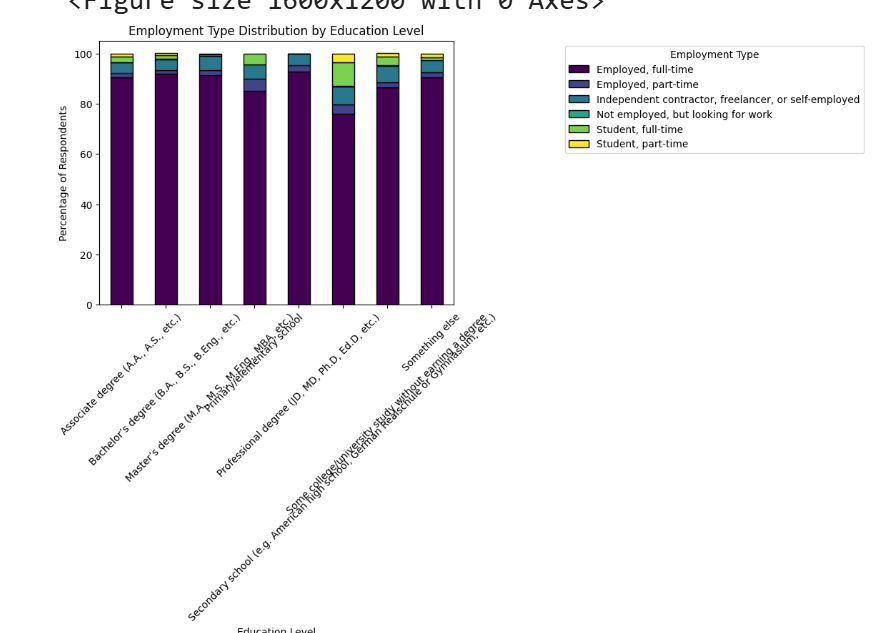 <Figure size 1600x1200 with 0 Axes>
Employment Type Distribution by Education Level
Percentage of Respondents
100
80
60
40
20
0
Employment Type
Employed, full-time
Employed, part-time
Independent contractor, freelancer, or self-employed
Not employed, but looking for work
Student, full-time
Student, part-time
Associate degree (A.A., A.S., etc.)
Bachelor's degree (B.A., B.S., B.Eng., etc.)
Master's degree (M.A., M.S., M.Eng., MBA, etc.)
Primary/elementary school
Professional degree (JD, MD, Ph.D, Ed.D, etc.)
Secondary school (e.g. American high school, German Realschule or Gymnasium, etc.)
Some college/university study without earning a degree
Something else
Education Level